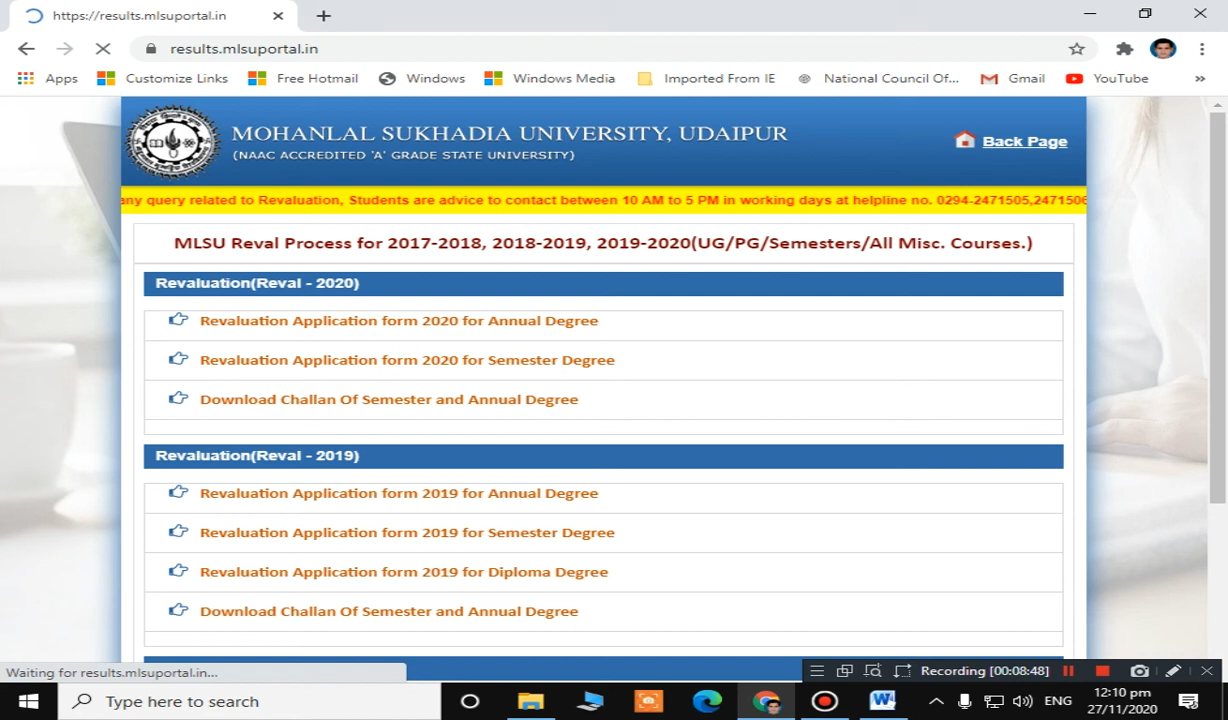 https://results.mlsuportal.in
results.mlsuportal.in
Apps Customize Links Free Hotmail Windows Windows Media Imported From IE National Council Of... Gmail YouTube »
MOHANLAL SUKHADIA UNIVERSITY, UDAIPUR
(NAAC ACCREDITED 'A' GRADE STATE UNIVERSITY)
Back Page
any query related to Revaluation, Students are advice to contact between 10 AM to 5 PM in working days at helpline no. 0294-2471505,2471506
MLSU Reval Process for 2017-2018, 2018-2019, 2019-2020(UG/PG/Semesters/All Misc. Courses.)
Revaluation(Reval - 2020)
Revaluation Application form 2020 for Annual Degree
Revaluation Application form 2020 for Semester Degree
Download Challan Of Semester and Annual Degree
Revaluation(Reval - 2019)
Revaluation Application form 2019 for Annual Degree
Revaluation Application form 2019 for Semester Degree
Revaluation Application form 2019 for Diploma Degree
Download Challan Of Semester and Annual Degree
Waiting for results.mlsuportal.in...
Recording [00:08:48]
Type here to search
ENG
12:10 pm
27/11/2020